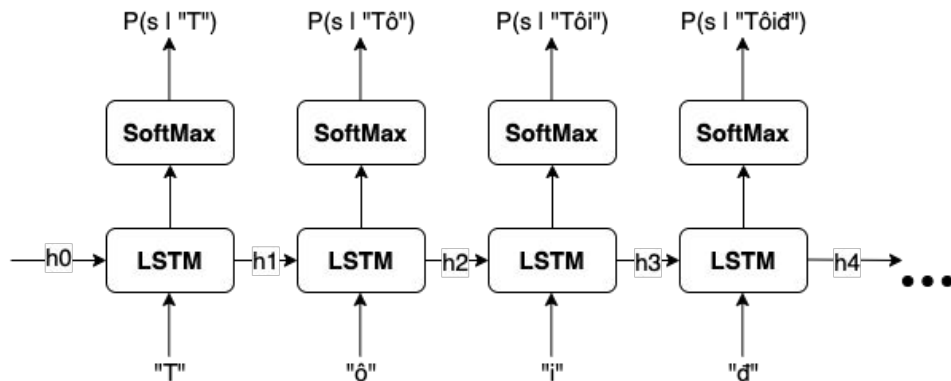 P(s | "T") P(s | "Tô") P(s | "Tôi") P(s | "Tôiđ")
SoftMax SoftMax SoftMax SoftMax
h0 LSTM h1 LSTM h2 LSTM h3 LSTM h4
"T" "ô" "i" "đ"